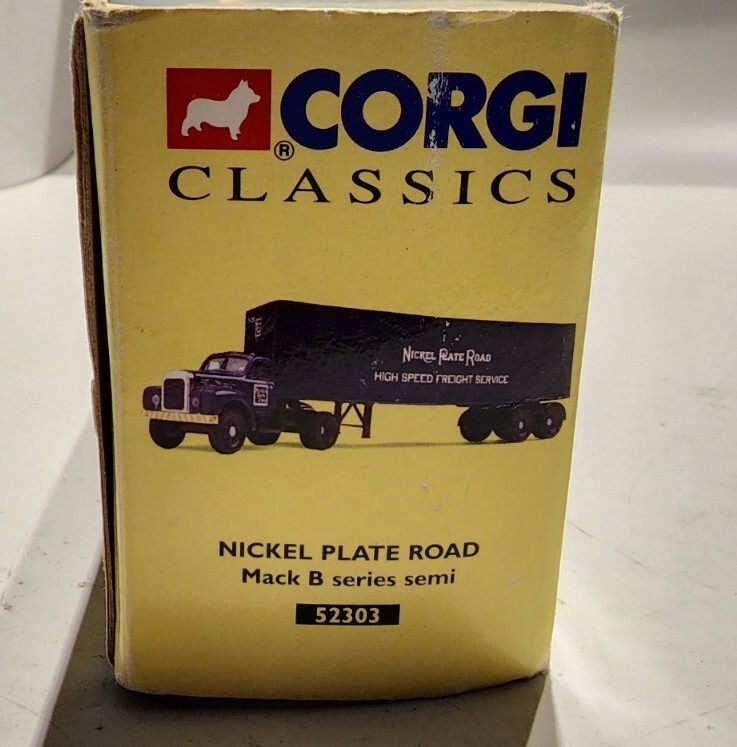 CORGI
®
CLASSICS
NICKEL PLATE ROAD
HIGH SPEED FREIGHT SERVICE
NICKEL PLATE ROAD
Mack B series semi
52303